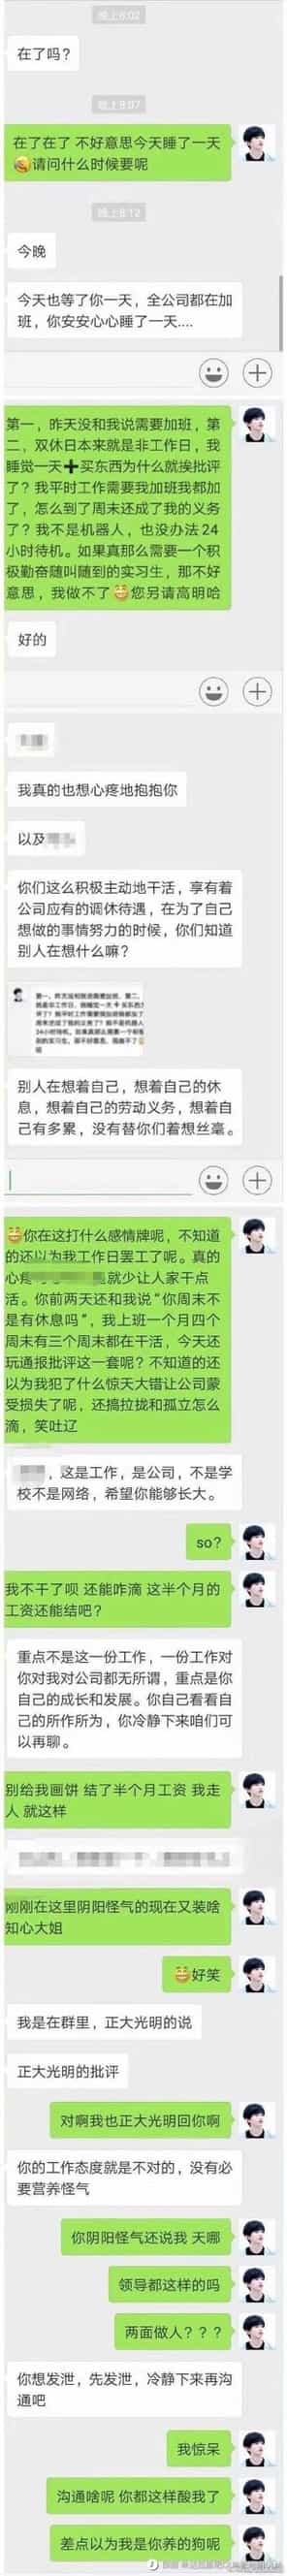 晚上6:02
在了吗？
晚上9:07
在了在了 不好意思今天睡了一天
请问什么时候要呢
晚上9:12
今晚
今天也等了你一天，全公司都在加
班，你安安心心睡了一天....
第一，昨天没和我说需要加班，第
二，双休日本来就是非工作日，我
睡觉一天➕买东西为什么就挨批评
了？我平时工作需要我加班我都加
了，怎么到了周末还成了我的义务
了？我不是机器人，也没办法 24
小时待机。如果真那么需要一个积
极勤奋随叫随到的实习生，那不好
意思，我做不了😅您另请高明哈
好的
我真的也想心疼地抱抱你
以及
你们这么积极主动地干活，享有着
公司应有的调休待遇，在为了自己
想做的事情努力的时候，你们知道
别人在想什么嘛？
别人在想着自己，想着自己的休
息，想着自己的劳动义务，想着自
己有多累，没有替你们着想丝毫。
😅你在这打什么感情牌呢，不知道
的还以为我工作日罢工了呢。真的
心疼
就少让人家干点
活。你前两天还和我说“你周末不
是有休息吗”，我上班一个月四个
周末有三个周末都在干活，今天还
玩通报批评这一套呢？不知道的还
以为我犯了什么惊天大错让公司蒙
受损失了呢，还搞拉拢和孤立怎么
滴，笑吐辽
，这是工作，是公司，不是学
校不是网络，希望你能够长大。
so？
我不干了呗 还能咋滴 这半个月的
工资还能结吧？
重点不是这一份工作，一份工作对
你对我对公司都无所谓，重点是你
自己的成长和发展。你自己看看自
己的所作所为，你冷静下来咱们可
以再聊。
别给我画饼 结了半个月工资 我走
人 就这样
刚刚在这里阴阳怪气的现在又装啥
知心大姐
😅好笑
我是在群里，正大光明的说
正大光明的批评
对啊我也正大光明回你啊
你的工作态度就是不对的，没有必
要营养怪气
你阴阳怪气还说我 天哪
领导都这样的吗
两面做人？？？
你想发泄，先发泄，冷静下来再沟
通吧
我惊呆
沟通啥呢 你都这样酸我了
差点以为我是你养的狗呢